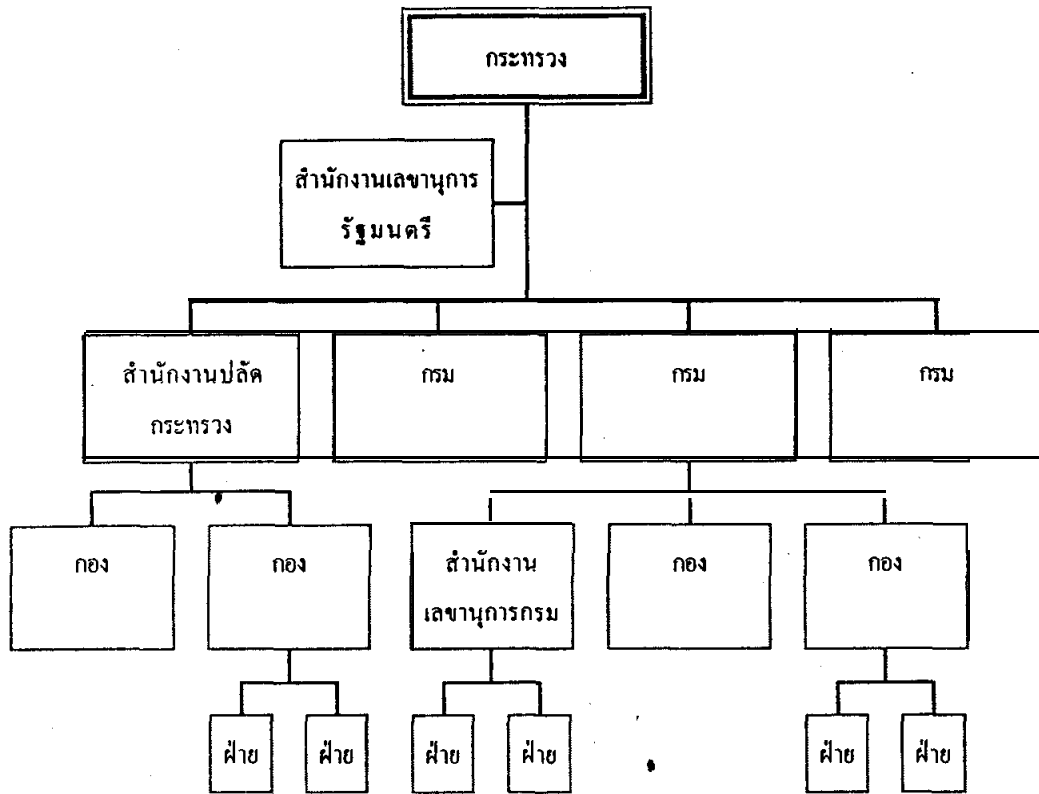 กระทรวง
สำนักงานเลขานุการ
รัฐมนตรี
สำนักงานปลัด
กระทรวง
กรม
กรม
กรม
กอง
กอง
สำนักงาน
เลขานุการกรม
กอง
กอง
ฝ่าย
ฝ่าย
ฝ่าย
ฝ่าย
ฝ่าย
ฝ่าย